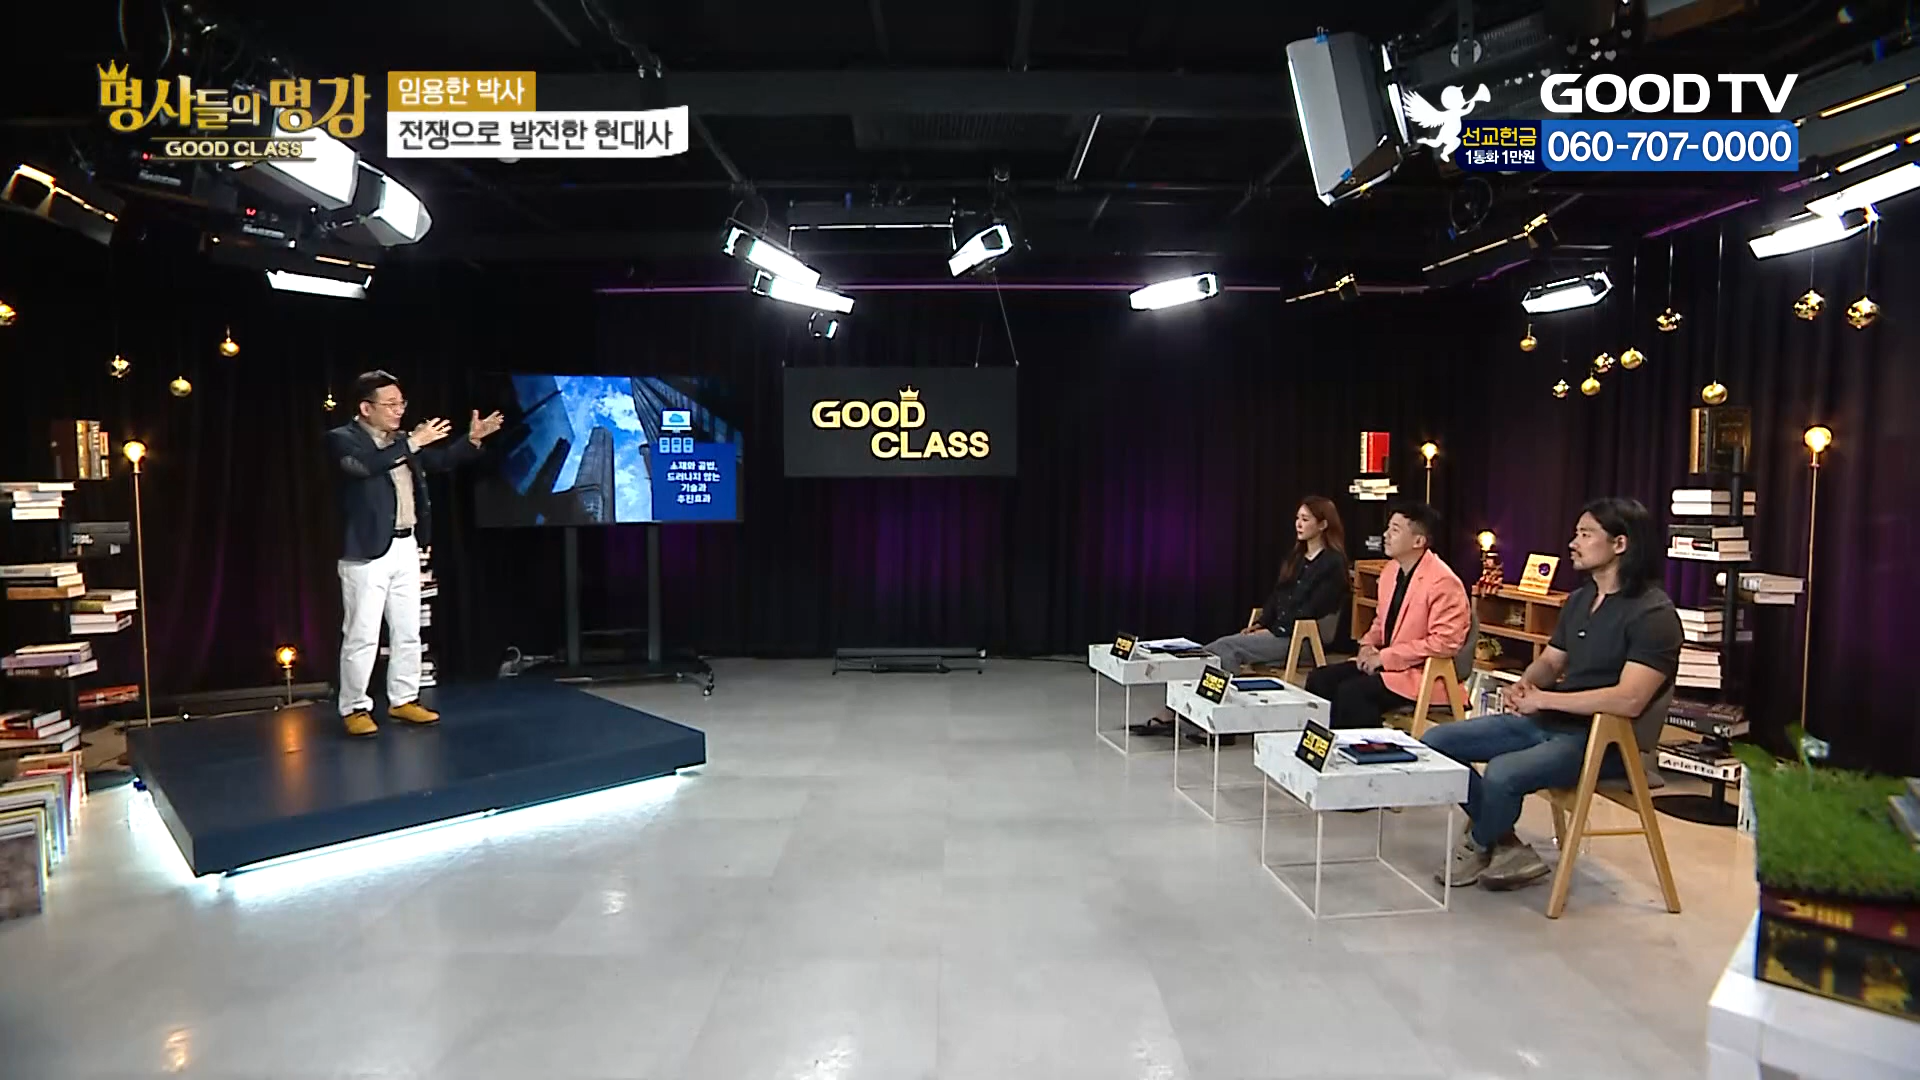 명사들의 명강
GOOD CLASS
임용한 박사
전쟁으로 발전한 현대사
GOOD TV
선교헌금
1통화 1만원
060-707-0000
GOOD
CLASS
소재와 공법,
드러나지 않는
기술과
추진효과
HOME
Arletta